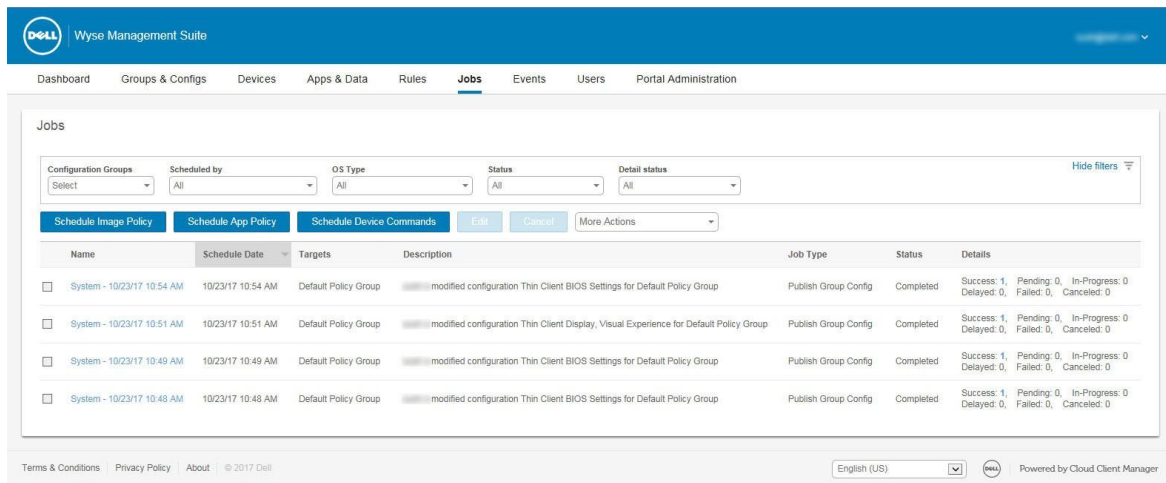 DELL Wyse Management Suite
Dashboard Groups & Configs Devices Apps & Data Rules Jobs Events Users Portal Administration
Jobs
Configuration Groups Scheduled by OS Type Status Detail status Hide filters
Select All All All All
Schedule Image Policy Schedule App Policy Schedule Device Commands Edit Cancel More Actions
Name Schedule Date Targets Description Job Type Status Details
System - 10/23/17 10:54 AM 10/23/17 10:54 AM Default Policy Group modified configuration Thin Client BIOS Settings for Default Policy Group Publish Group Config Completed Success: 1, Pending: 0, In-Progress: 0
Delayed: 0, Failed: 0, Canceled: 0
System - 10/23/17 10:51 AM 10/23/17 10:51 AM Default Policy Group modified configuration Thin Client Display, Visual Experience for Default Policy Group Publish Group Config Completed Success: 1, Pending: 0, In-Progress: 0
Delayed: 0, Failed: 0, Canceled: 0
System - 10/23/17 10:49 AM 10/23/17 10:49 AM Default Policy Group modified configuration Thin Client BIOS Settings for Default Policy Group Publish Group Config Completed Success: 1, Pending: 0, In-Progress: 0
Delayed: 0, Failed: 0, Canceled: 0
System - 10/23/17 10:48 AM 10/23/17 10:48 AM Default Policy Group modified configuration Thin Client BIOS Settings for Default Policy Group Publish Group Config Completed Success: 1, Pending: 0, In-Progress: 0
Delayed: 0, Failed: 0, Canceled: 0
Terms & Conditions Privacy Policy About © 2017 Dell English (US) DELL Powered by Cloud Client Manager